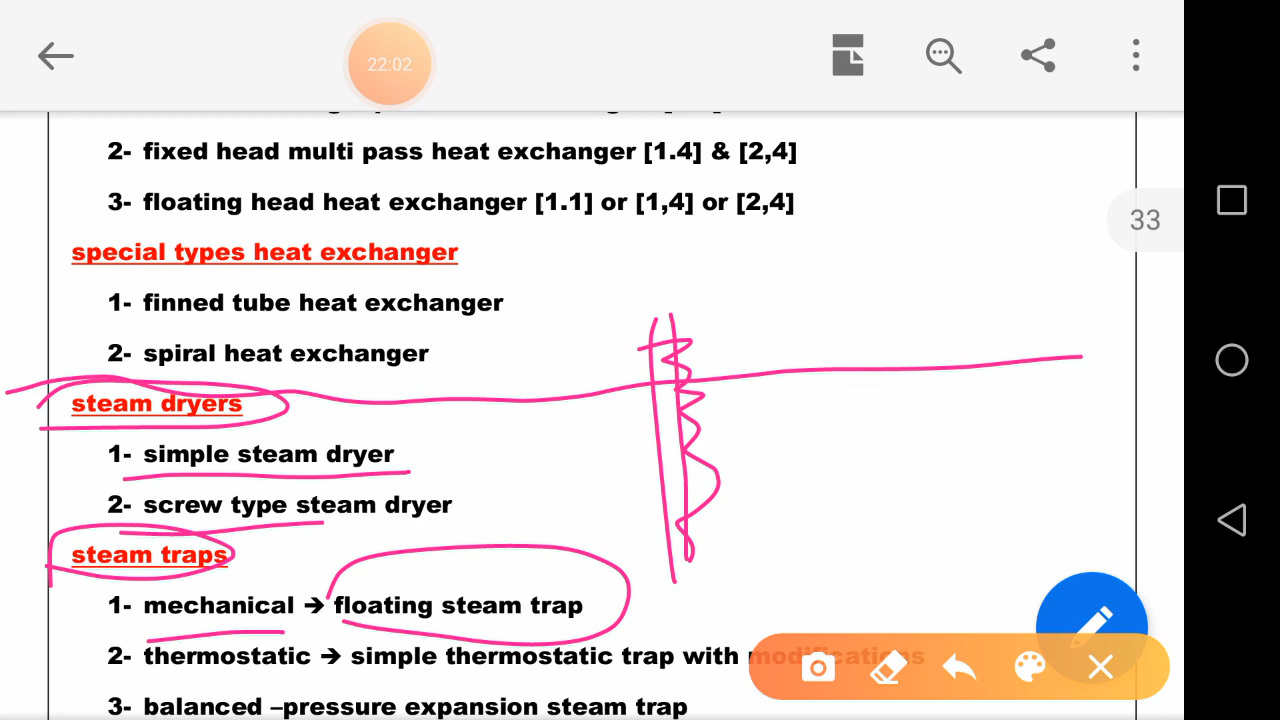 22:02
2- fixed head multi pass heat exchanger [1.4] & [2,4]
3- floating head heat exchanger [1.1] or [1,4] or [2,4]
33
special types heat exchanger
1- finned tube heat exchanger
2- spiral heat exchanger
steam dryers
1- simple steam dryer
2- screw type steam dryer
steam traps
1- mechanical → floating steam trap
2- thermostatic → simple thermostatic trap with modifications
3- balanced –pressure expansion steam trap